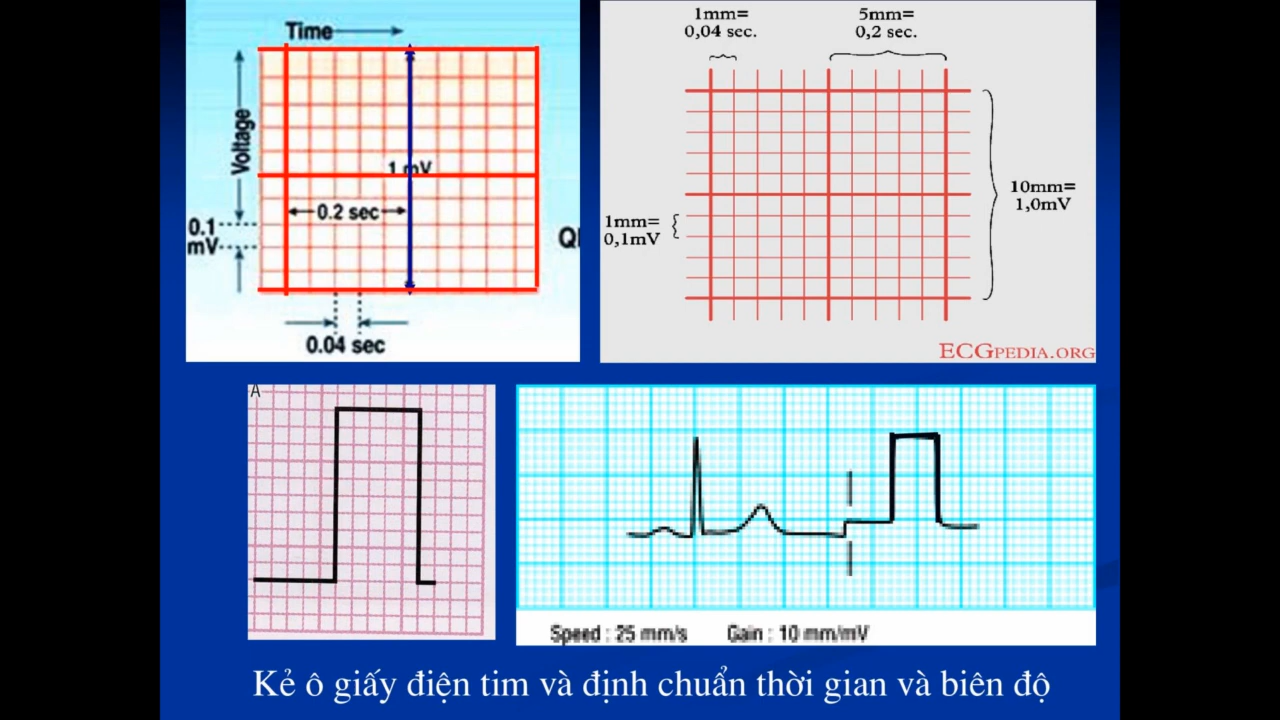 Time
Voltage
1 mV
0.2 sec
0.1
mV
0.04 sec
1mm=
0,04 sec.
5mm=
0,2 sec.
1mm=
0,1mV
10mm=
1,0mV
ECGPEDIA.ORG
A
Speed : 25 mm/s Gain : 10 mm/mV
Kẻ ô giấy điện tim và định chuẩn thời gian và biên độ